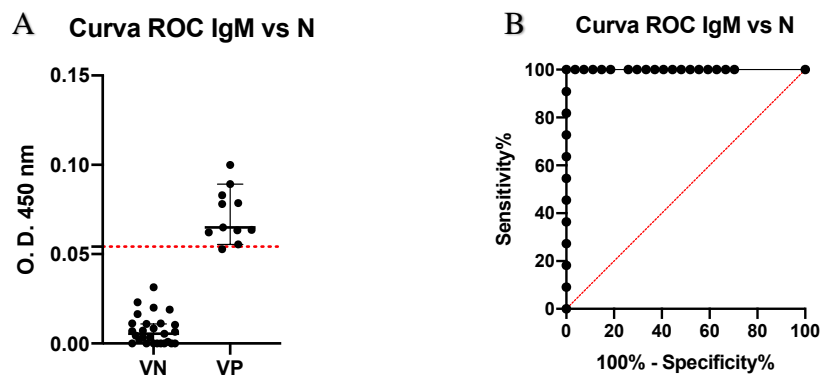 A
Curva ROC IgM vs N
O. D. 450 nm
0.15
0.10
0.05
0.00
VN
VP
B
Curva ROC IgM vs N
Sensitivity%
100
80
60
40
20
0
0 20 40 60 80 100
100% - Specificity%